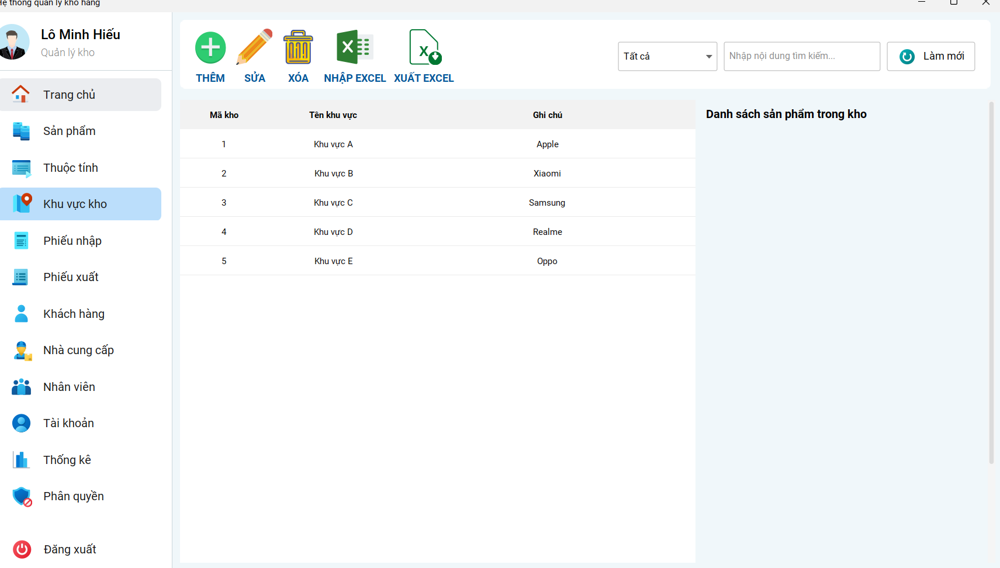 Hệ thống quản lý kho hàng
Lô Minh Hiếu
Quản lý kho
Trang chủ
Sản phẩm
Thuộc tính
Khu vực kho
Phiếu nhập
Phiếu xuất
Khách hàng
Nhà cung cấp
Nhân viên
Tài khoản
Thống kê
Phân quyền
Đăng xuất
THÊM SỬA XÓA NHẬP EXCEL XUẤT EXCEL
Tất cả Nhập nội dung tìm kiếm... Làm mới
Mã kho Tên khu vực Ghi chú
1 Khu vực A Apple
2 Khu vực B Xiaomi
3 Khu vực C Samsung
4 Khu vực D Realme
5 Khu vực E Oppo
Danh sách sản phẩm trong kho